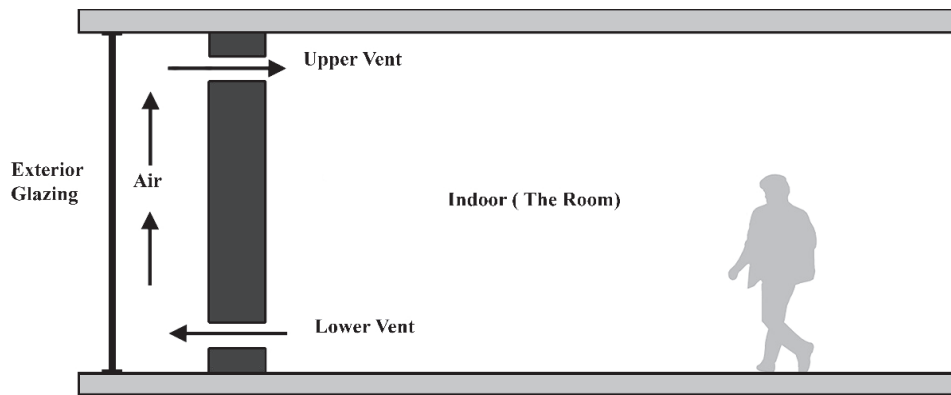 Upper Vent
Exterior
Glazing
Air
Indoor ( The Room)
Lower Vent